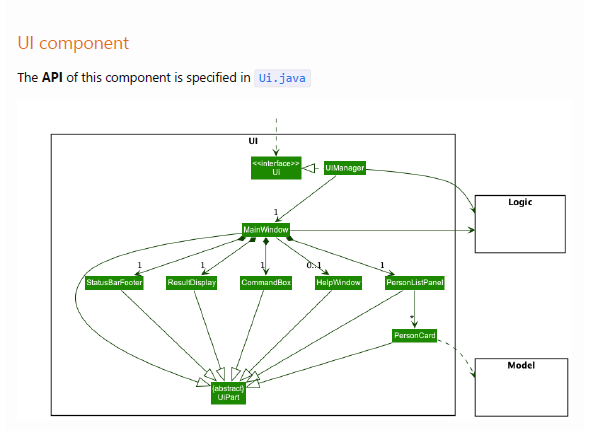 UI component
The API of this component is specified in Ui.java
UI
<<interface>>
Ui
UiManager
Logic
1
MainWindow
1
1
1
0..1
1
StatusBarFooter
ResultDisplay
CommandBox
HelpWindow
PersonListPanel
*
PersonCard
Model
{abstract}
UiPart